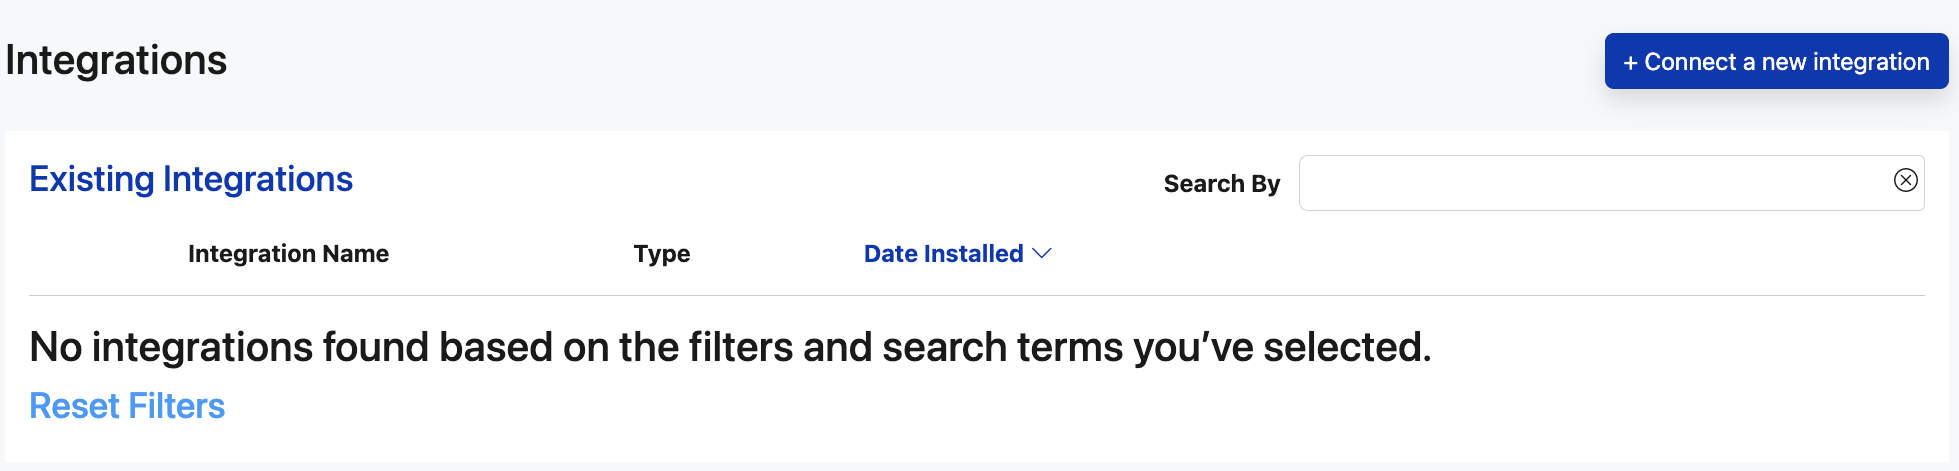 Integrations
+ Connect a new integration
Existing Integrations
Search By
Integration Name Type Date Installed
No integrations found based on the filters and search terms you’ve selected.
Reset Filters